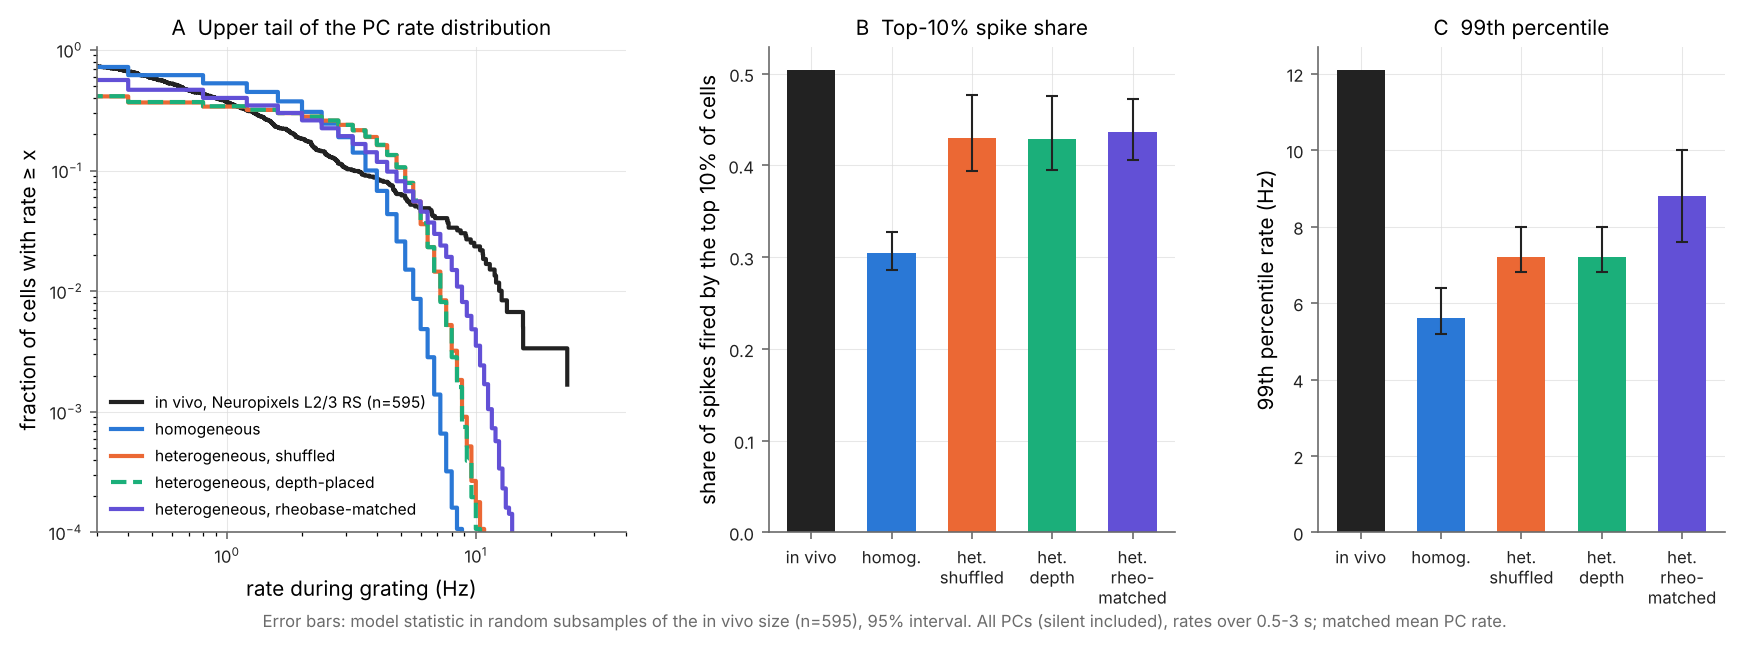 A  Upper tail of the PC rate distribution
fraction of cells with rate ≥ x
10⁰
10⁻¹
10⁻²
10⁻³
10⁻⁴
in vivo, Neuropixels L2/3 RS (n=595)
homogeneous
heterogeneous, shuffled
heterogeneous, depth-placed
heterogeneous, rheobase-matched
10⁰ 10¹
rate during grating (Hz)
B  Top-10% spike share
share of spikes fired by the top 10% of cells
0.5
0.4
0.3
0.2
0.1
0.0
in vivo
homog.
het.
shuffled
het.
depth
het.
rheo-
matched
C  99th percentile
99th percentile rate (Hz)
12
10
8
6
4
2
0
in vivo
homog.
het.
shuffled
het.
depth
het.
rheo-
matched
Error bars: model statistic in random subsamples of the in vivo size (n=595), 95% interval. All PCs (silent included), rates over 0.5-3 s; matched mean PC rate.